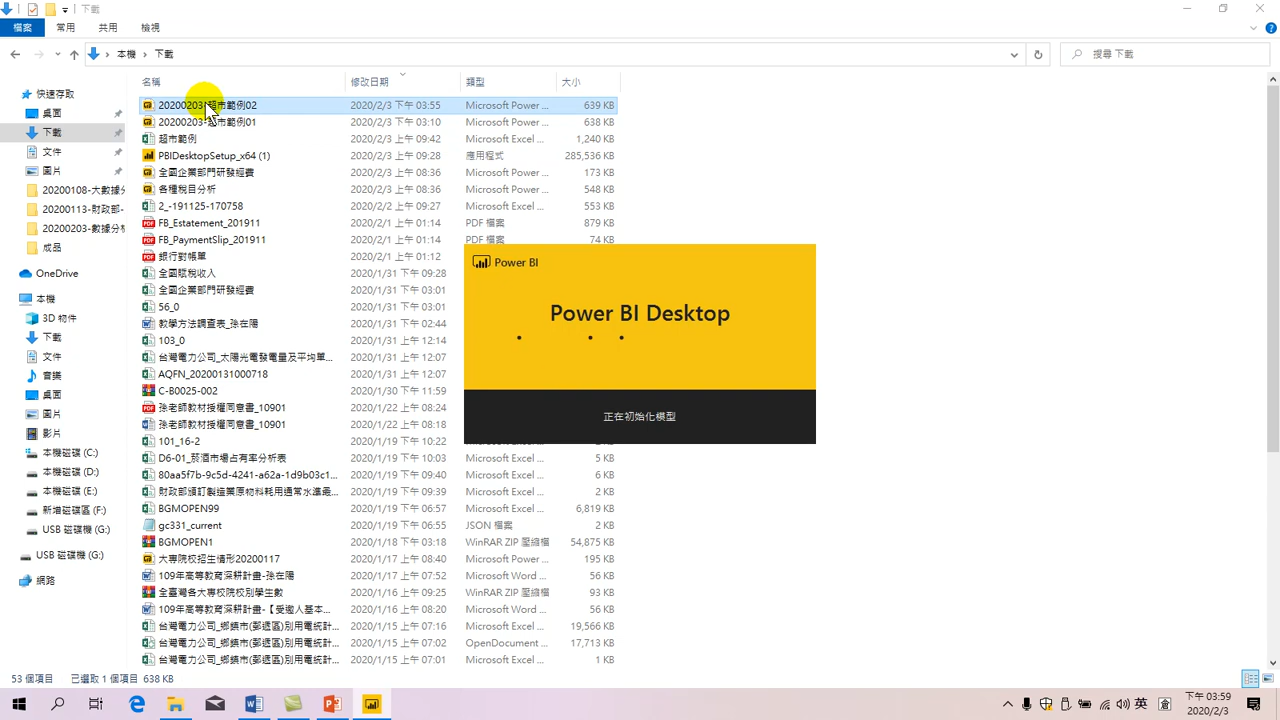 下載
檔案 常用 共用 檢視
本機 下載 搜尋 下載
名稱 修改日期 類型 大小
快速存取
桌面
下載
文件
圖片
20200108-大數據分
20200113-財政部-
20200203-數據分析
成品
OneDrive
本機
3D 物件
下載
文件
音樂
桌面
圖片
影片
本機磁碟 (C:)
本機磁碟 (D:)
本機磁碟 (E:)
新增磁碟區 (F:)
USB 磁碟機 (G:)
USB 磁碟機 (G:)
網路
20200203-超市範例02 2020/2/3 下午 03:55 Microsoft Power ... 639 KB
20200203-超市範例01 2020/2/3 下午 03:10 Microsoft Power ... 638 KB
超市範例 2020/2/3 上午 11:00 Microsoft Excel ... 1,240 KB
PBIDesktopSetup_x64 (1) 2020/2/3 上午 09:28 應用程式 285,536 KB
全國企業部門研發經費 2020/2/3 上午 08:36 Microsoft Power ... 173 KB
各種稅目分析 2020/2/3 上午 08:36 Microsoft Power ... 548 KB
2_-191125-170758 2020/2/2 下午 09:27 Microsoft Excel ... 553 KB
FB_Estatement_201911 2020/2/1 上午 01:14 PDF 檔案 879 KB
FB_PaymentSlip_201911 2020/2/1 上午 01:14 PDF 檔案 74 KB
銀行對帳單 2020/2/1 上午 01:12
全國賦稅收入 2020/1/31 下午 09:28
全國企業部門研發經費 2020/1/31 下午 03:01
56_0 2020/1/31 下午 03:01
教學方法調查表_孫在陽 2020/1/31 下午 02:44
103_0 2020/1/31 上午 12:14
台灣電力公司_太陽光電發電量及平均單... 2020/1/31 上午 12:07
AQFN_20200131000718 2020/1/31 上午 12:07
C-B0025-002 2020/1/30 上午 11:59
孫老師教材授權同意書_10901 2020/1/22 上午 08:24
孫老師教材授權同意書_10901 2020/1/22 上午 08:18
101_16-2 2020/1/19 下午 10:22 Microsoft Excel ...
D6-01_菸酒市場占有率分析表 2020/1/19 下午 10:03 Microsoft Excel ... 5 KB
80aa5f7b-9c5d-4241-a62a-1d9b03c1... 2020/1/19 下午 09:40 Microsoft Excel ... 6 KB
財政部頒訂製造業原物料耗用通常水準最... 2020/1/19 下午 09:39 Microsoft Excel ... 2 KB
BGMOPEN99 2020/1/19 下午 06:57 Microsoft Excel ... 6,819 KB
gc331_current 2020/1/19 下午 06:55 JSON 檔案 2 KB
BGMOPEN1 2020/1/18 下午 03:18 WinRAR ZIP 壓縮檔 54,875 KB
大專院校招生情形20200117 2020/1/17 上午 08:40 Microsoft Power ... 195 KB
109年高等教育深耕計畫-孫在陽 2020/1/17 上午 07:52 Microsoft Word ... 56 KB
全臺灣各大專校院校別學生數 2020/1/16 上午 09:25 WinRAR ZIP 壓縮檔 93 KB
109年高等教育深耕計畫-【受邀人基本... 2020/1/16 上午 08:20 Microsoft Word ... 56 KB
台灣電力公司_鄉鎮市(郵遞區)別用電統計... 2020/1/15 上午 07:16 Microsoft Excel ... 19,566 KB
台灣電力公司_鄉鎮市(郵遞區)別用電統計... 2020/1/15 上午 07:02 OpenDocument ... 17,713 KB
台灣電力公司_鄉鎮市(郵遞區)別用電統計... 2020/1/15 上午 07:01 Microsoft Excel ... 1 KB
Power BI
Power BI Desktop
正在初始化模型
53 個項目 已選取 1 個項目 638 KB
英
下午 03:59
2020/2/3